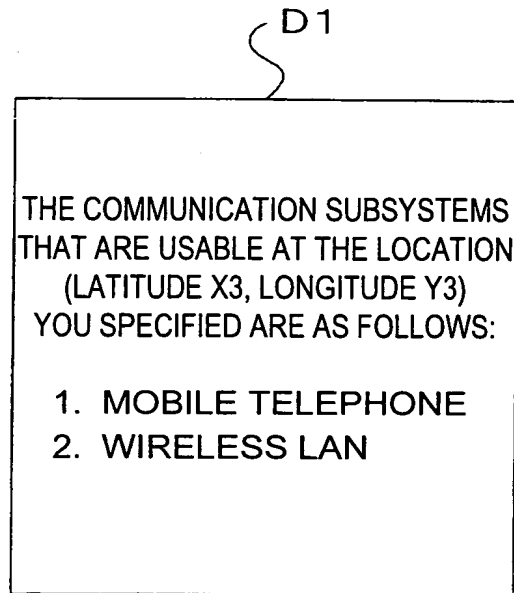 D1
THE COMMUNICATION SUBSYSTEMS
THAT ARE USABLE AT THE LOCATION
(LATITUDE X3, LONGITUDE Y3)
YOU SPECIFIED ARE AS FOLLOWS:
1. MOBILE TELEPHONE
2. WIRELESS LAN